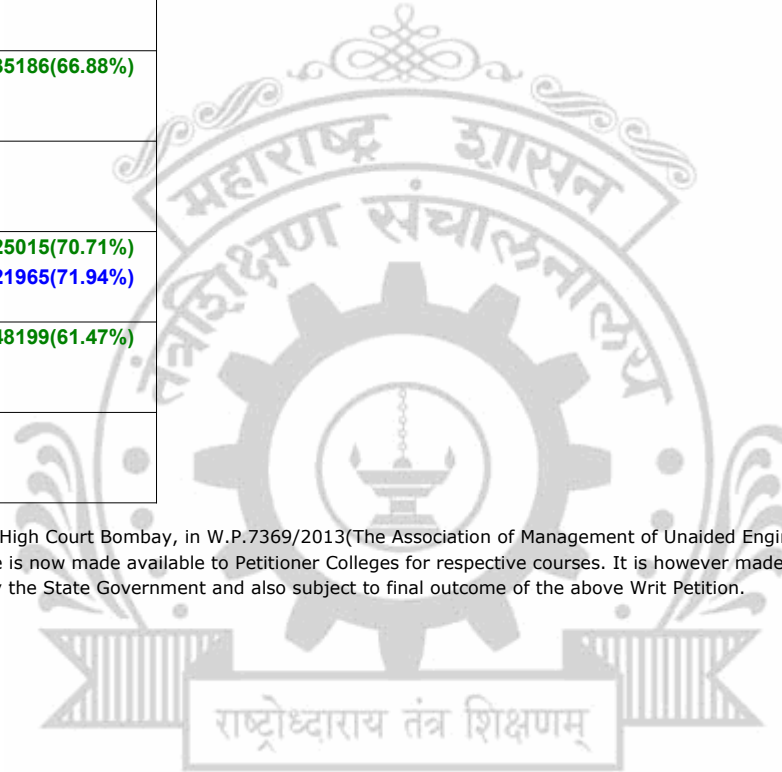 35186(66.88%)
महाराष्ट्र शासन
तंत्रशिक्षण संचालनालय
25015(70.71%)
21965(71.94%)
48199(61.47%)
High Court Bombay, in W.P.7369/2013(The Association of Management of Unaided Engi
e is now made available to Petitioner Colleges for respective courses. It is however made
y the State Government and also subject to final outcome of the above Writ Petition.
राष्ट्रोध्दाराय तंत्र शिक्षणम्